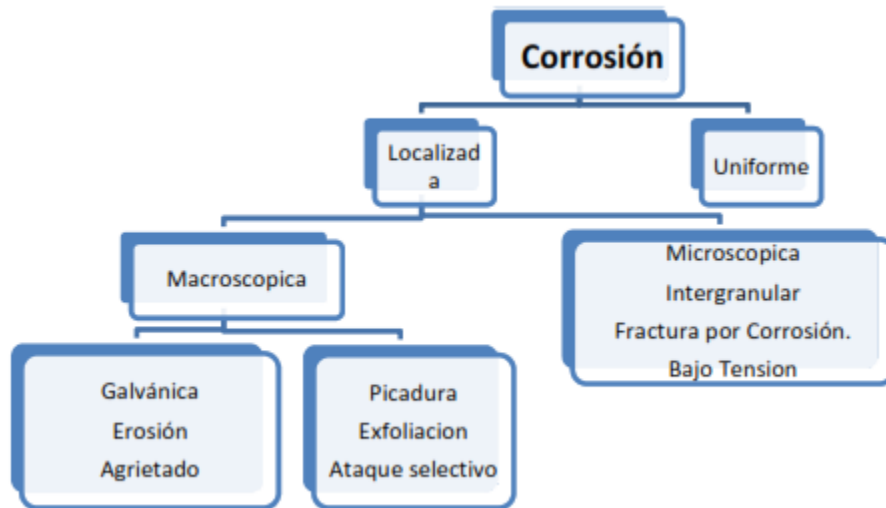 Corrosión
Localizad
a
Uniforme
Macroscopica
Microscopica
Intergranular
Fractura por Corrosión.
Bajo Tension
Galvánica
Erosión
Agrietado
Picadura
Exfoliacion
Ataque selectivo